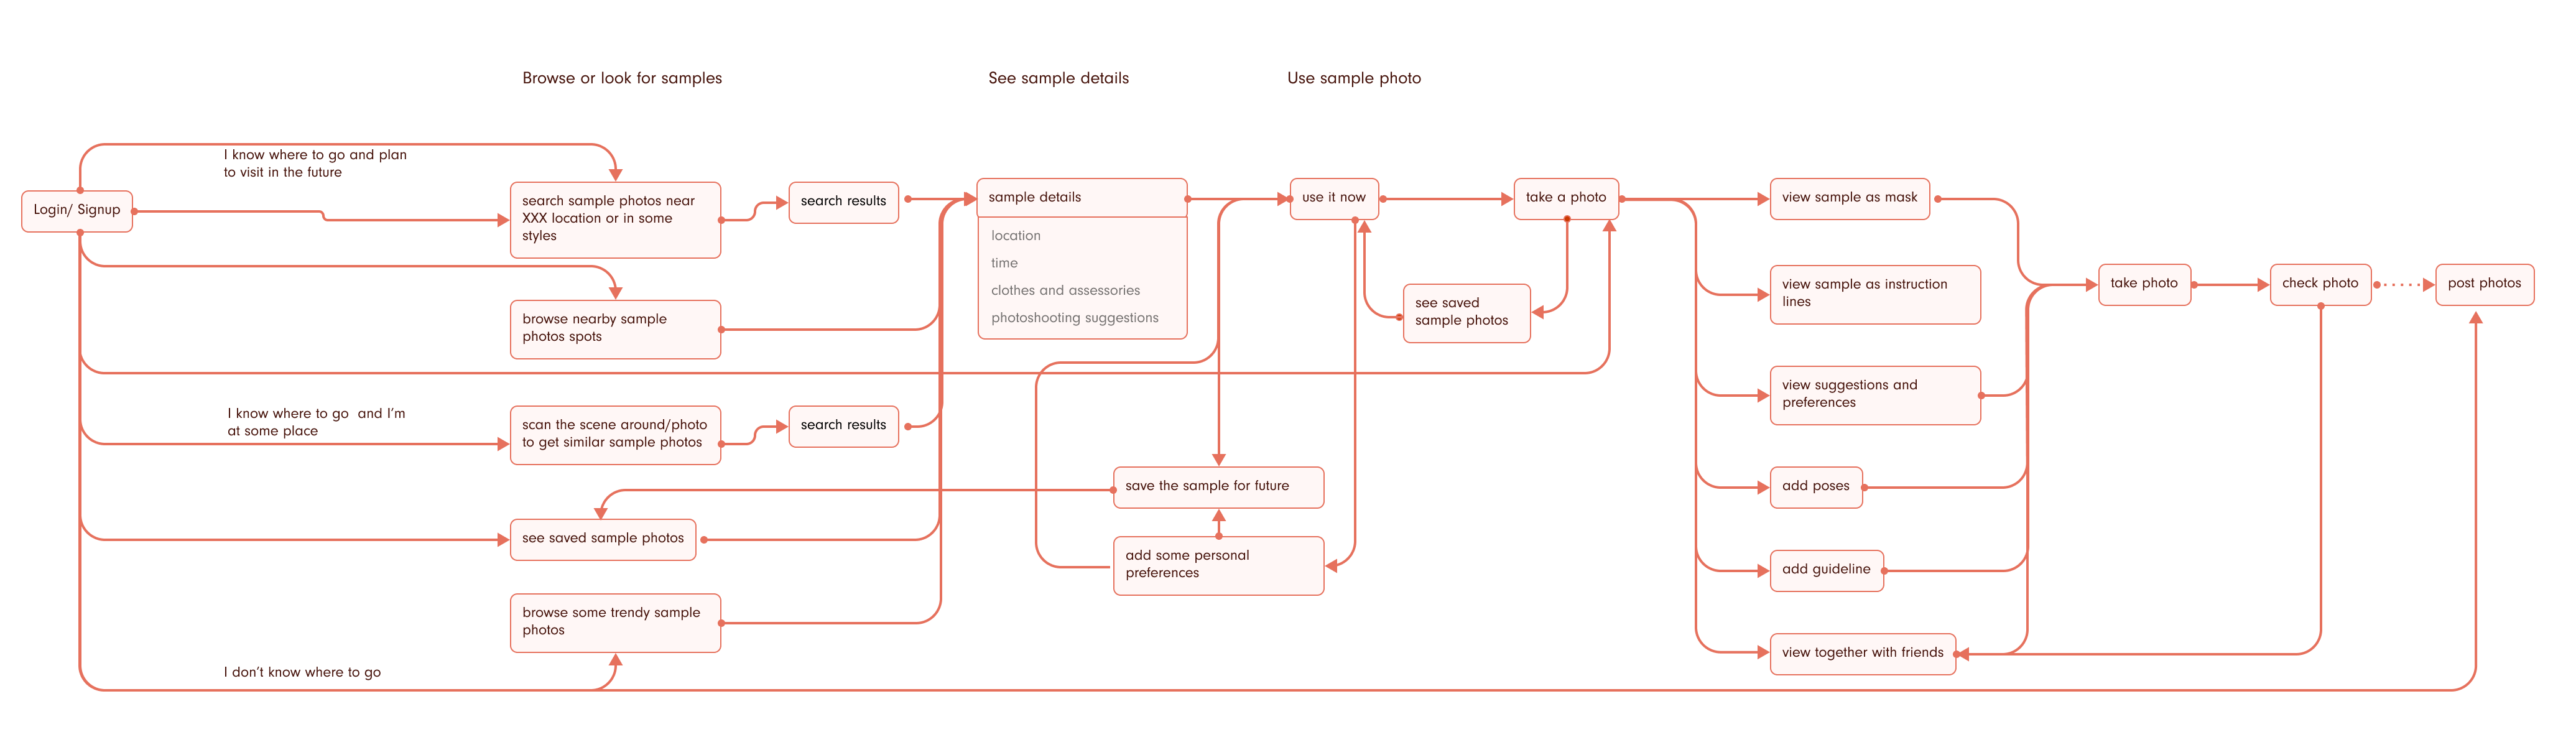 Browse or look for samples
See sample details
Use sample photo
I know where to go and plan
to visit in the future
Login/ Signup
search sample photos near
XXX location or in some
styles
search results
sample details
location
time
clothes and assessories
photoshooting suggestions
use it now
take a photo
see saved
sample photos
view sample as mask
view sample as instruction
lines
view suggestions and
preferences
add poses
add guideline
view together with friends
take photo
check photo
post photos
browse nearby sample
photos spots
I know where to go  and I'm
at some place
scan the scene around/photo
to get similar sample photos
search results
save the sample for future
add some personal
preferences
see saved sample photos
browse some trendy sample
photos
I don't know where to go